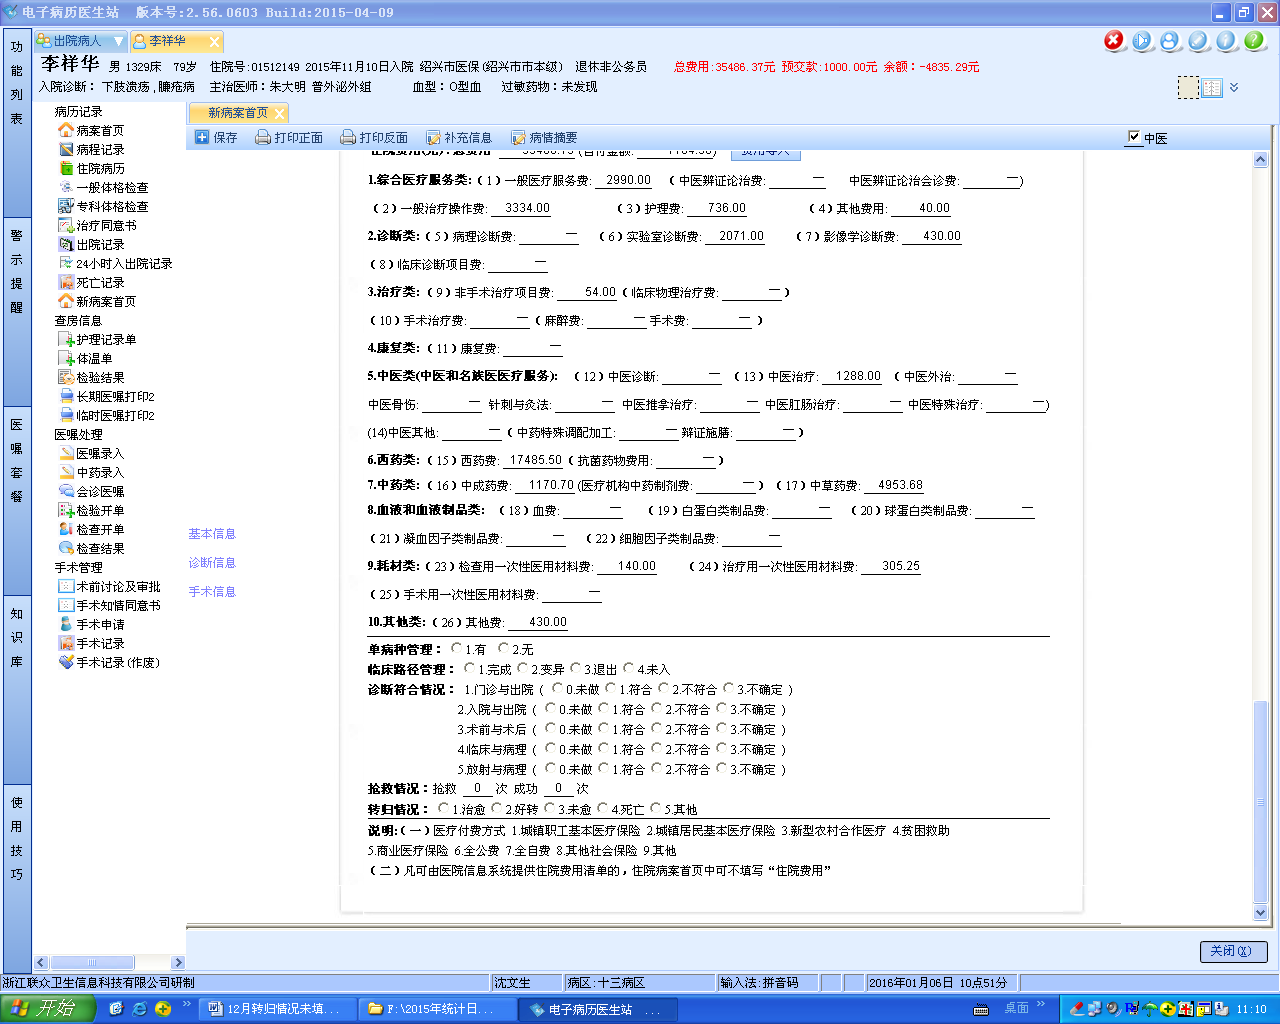 电子病历医生站 版本号:2.56.0603 Build:2015-04-09
出院病人 李祥华
李祥华 男 1329床 79岁 住院号:01512149 2015年11月10日入院 绍兴市医保(绍兴市市本级) 退休非公务员 总费用:35486.37元 预交款:1000.00元 余额:-4835.29元
入院诊断: 下肢溃疡,臁疮病 主治医师:朱大明 普外泌外组 血型:O型血 过敏药物:未发现
功能列表
警示提醒
医嘱套餐
知识库
使用技巧
病历记录
病案首页
病程记录
住院病历
一般体格检查
专科体格检查
治疗同意书
出院记录
24小时入出院记录
死亡记录
新病案首页
查房信息
护理记录单
体温单
检验结果
长期医嘱打印2
临时医嘱打印2
医嘱处理
医嘱录入
中药录入
会诊医嘱
检验开单
检查开单
检查结果
手术管理
术前讨论及审批
手术知情同意书
手术申请
手术记录
手术记录(作废)
新病案首页
保存 打印正面 打印反面 补充信息 病情摘要 中医
基本信息
诊断信息
手术信息
1.综合医疗服务类:(1)一般医疗服务费: 2990.00 (中医辨证论治费: — 中医辨证论治会诊费: —)
(2)一般治疗操作费: 3334.00 (3)护理费: 736.00 (4)其他费用: 40.00
2.诊断类:(5)病理诊断费: — (6)实验室诊断费: 2071.00 (7)影像学诊断费: 430.00
(8)临床诊断项目费: —
3.治疗类:(9)非手术治疗项目费: 54.00(临床物理治疗费: —)
(10)手术治疗费: —(麻醉费: — 手术费: —)
4.康复类:(11)康复费: —
5.中医类(中医和名族医医疗服务): (12)中医诊断: — (13)中医治疗: 1288.00 (中医外治: —
中医骨伤: — 针刺与灸法: — 中医推拿治疗: — 中医肛肠治疗: — 中医特殊治疗: —)
(14)中医其他: —(中药特殊调配加工: — 辩证施膳: —)
6.西药类:(15)西药费: 17485.50(抗菌药物费用: —)
7.中药类:(16)中成药费: 1170.70(医疗机构中药制剂费: —)(17)中草药费: 4953.68
8.血液和血液制品类: (18)血费: — (19)白蛋白类制品费: — (20)球蛋白类制品费: —
(21)凝血因子类制品费: — (22)细胞因子类制品费: —
9.耗材类:(23)检查用一次性医用材料费: 140.00 (24)治疗用一次性医用材料费: 305.25
(25)手术用一次性医用材料费: —
10.其他类:(26)其他费: 430.00
单病种管理: 1.有 2.无
临床路径管理: 1.完成 2.变异 3.退出 4.未入
诊断符合情况: 1.门诊与出院 ( 0.未做 1.符合 2.不符合 3.不确定 )
2.入院与出院 ( 0.未做 1.符合 2.不符合 3.不确定 )
3.术前与术后 ( 0.未做 1.符合 2.不符合 3.不确定 )
4.临床与病理 ( 0.未做 1.符合 2.不符合 3.不确定 )
5.放射与病理 ( 0.未做 1.符合 2.不符合 3.不确定 )
抢救情况:抢救 0 次 成功 0 次
转归情况: 1.治愈 2.好转 3.未愈 4.死亡 5.其他
说明:(一)医疗付费方式 1.城镇职工基本医疗保险 2.城镇居民基本医疗保险 3.新型农村合作医疗 4.贫困救助
5.商业医疗保险 6.全公费 7.全自费 8.其他社会保险 9.其他
(二)凡可由医院信息系统提供住院费用清单的,住院病案首页中可不填写“住院费用”
关闭(X)
浙江联众卫生信息科技有限公司研制 沈文生 病区:十三病区 输入法:拼音码 2016年01月06日 10点51分
开始 12月转归情况未填... F:\2015年统计日... 电子病历医生站 ... 桌面 11:10